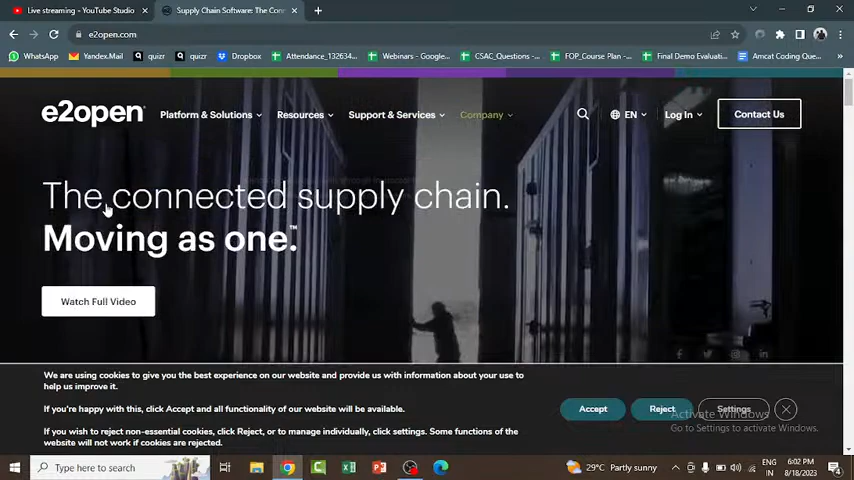 Live streaming - YouTube Studio
Supply Chain Software: The Conn
e2open.com
WhatsApp
Yandex.Mail
quizr
quizr
Dropbox
Attendance_132634...
Webinars - Google...
CSAC_Questions -...
FOP_Course Plan -...
Final Demo Evaluati...
Amcat Coding Que...
e2open
Platform & Solutions
Resources
Support & Services
Company
EN
Log In
Contact Us
The connected supply chain.
Moving as one.™
Watch Full Video
We are using cookies to give you the best experience on our website and provide us with information about your use to
help us improve it.
If you're happy with this, click Accept and all functionality of our website will be available.
If you wish to reject non-essential cookies, click Reject, or to manage individually, click settings. Some functions of the
website will not work if cookies are rejected.
Accept
Reject
Settings
Activate Windows
Go to Settings to activate Windows.
Type here to search
29°C Partly sunny
ENG
IN
6:02 PM
8/18/2023
4